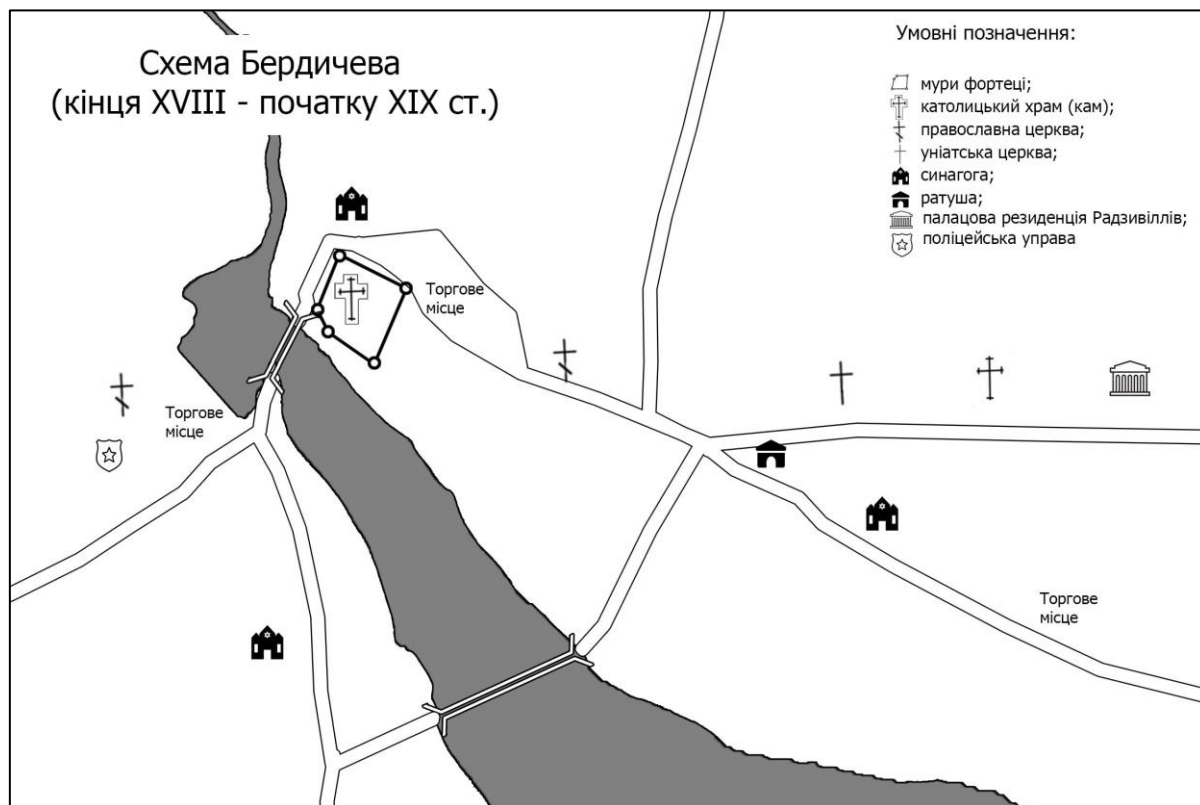 Схема Бердичева
(кінця XVIII - початку XIX ст.)
Умовні позначення:
мури фортеці;
католицький храм (кам);
православна церква;
уніатська церква;
синагога;
ратуша;
палацова резиденція Радзивіллів;
поліцейська управа
Торгове
місце
Торгове
місце
Торгове
місце